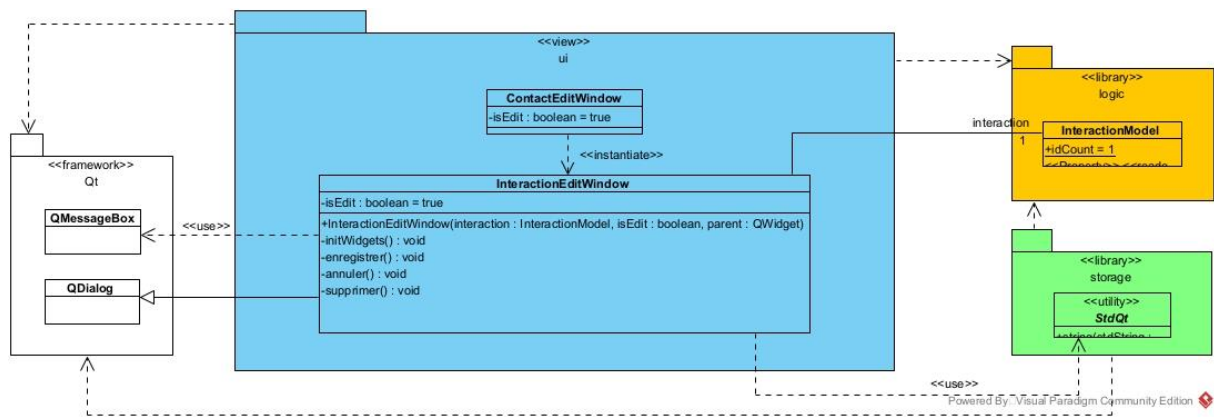 <<view>>
ui
ContactEditWindow
-isEdit : boolean = true
<<instantiate>>
InteractionEditWindow
-isEdit : boolean = true
+InteractionEditWindow(interaction : InteractionModel, isEdit : boolean, parent : QWidget)
-initWidgets() : void
-enregistrer() : void
-annuler() : void
-supprimer() : void
<<framework>>
Qt
QMessageBox
<<use>>
QDialog
<<library>>
logic
interaction
1
InteractionModel
+idCount = 1
<<library>>
storage
<<utility>>
StdQt
<<use>>
Powered By Visual Paradigm Community Edition